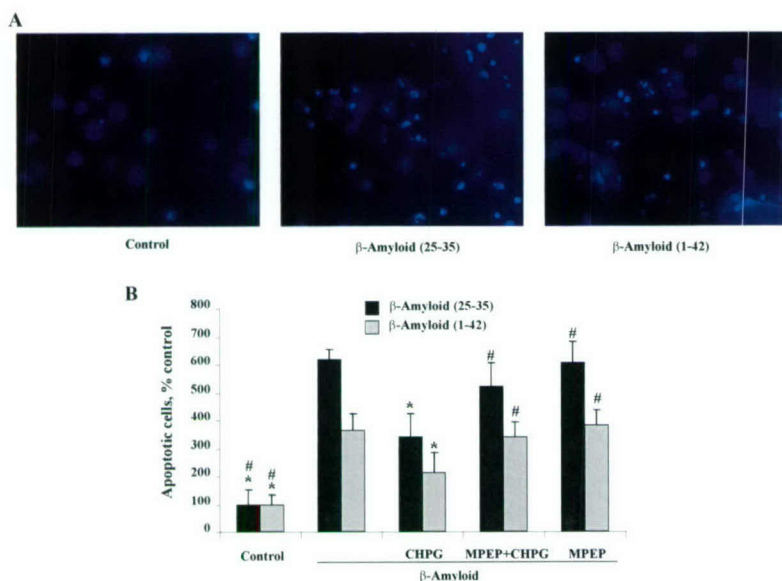 A
Control
β-Amyloid (25-35)
β-Amyloid (1-42)
B
β-Amyloid (25-35)
β-Amyloid (1-42)
Apoptotic cells, % control
800
700
600
500
400
300
200
100
0
# #
* *
*
*
#
#
#
#
Control
CHPG
MPEP+CHPG
MPEP
β-Amyloid